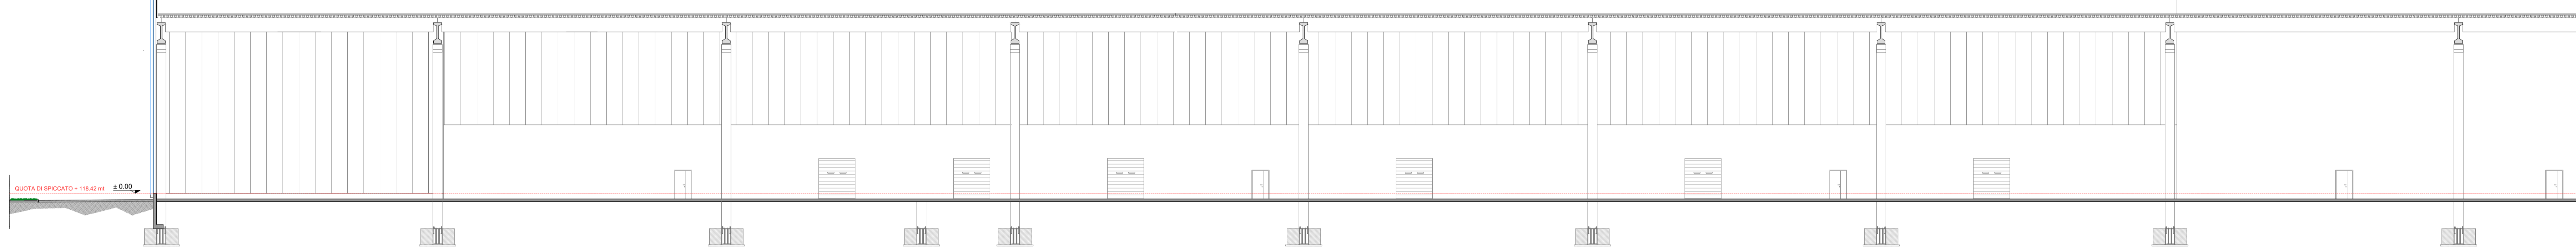 QUOTA DI SPICCATO = 118.42 mt
± 0.00